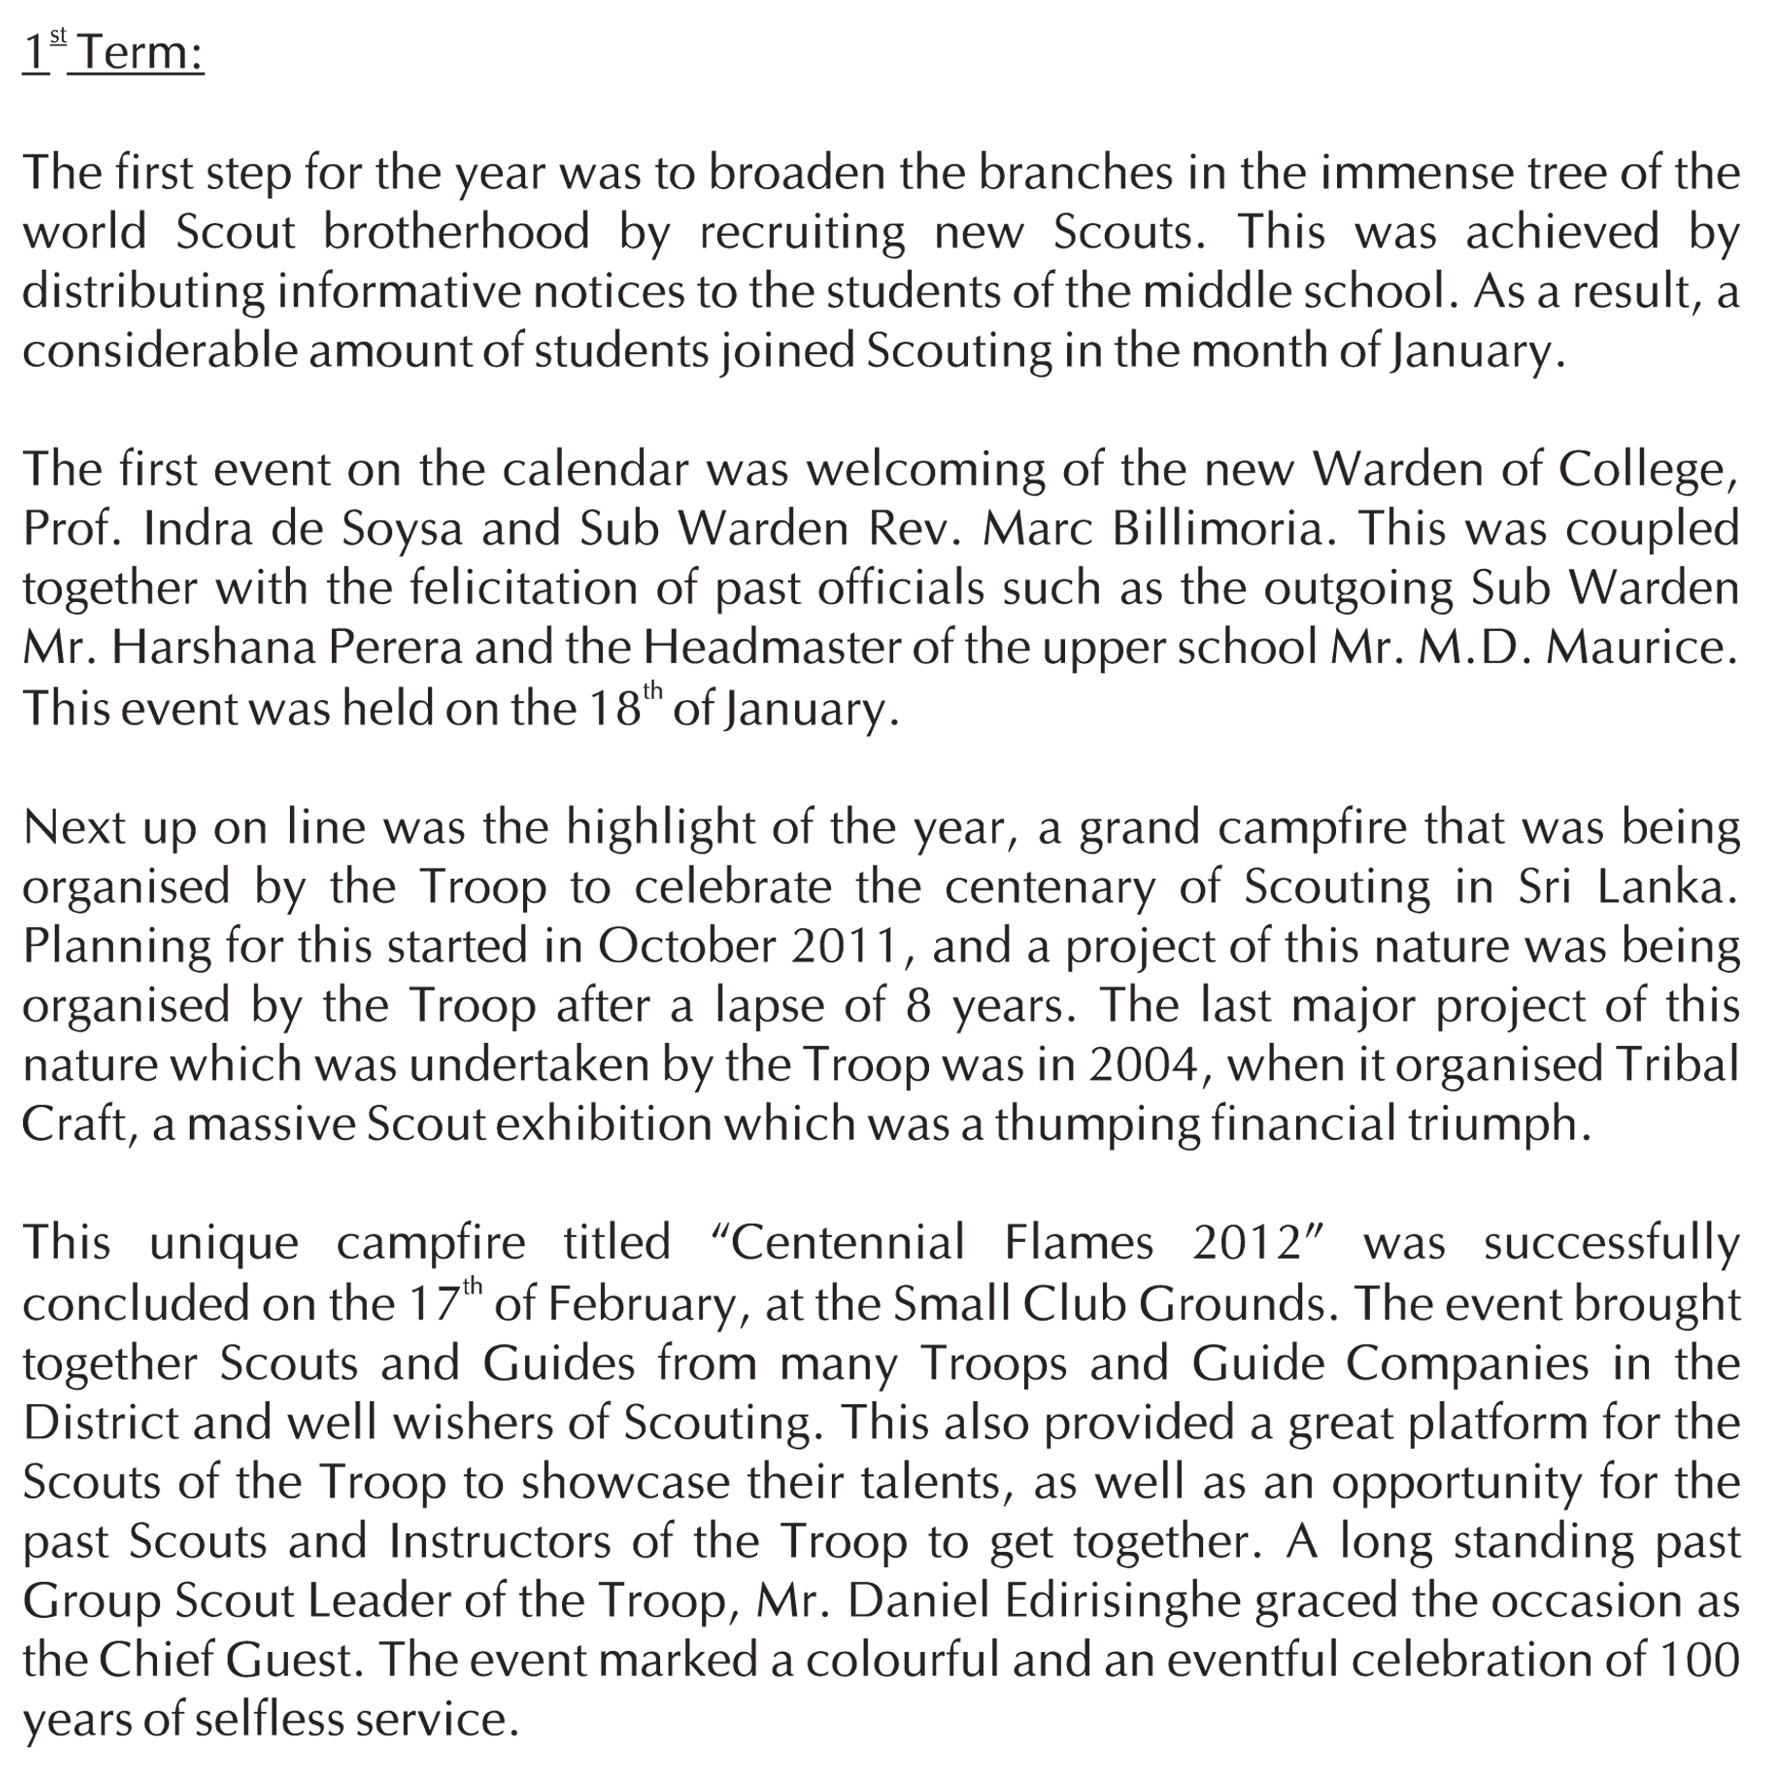 1st Term:
The first step for the year was to broaden the branches in the immense tree of the
world Scout brotherhood by recruiting new Scouts. This was achieved by
distributing informative notices to the students of the middle school. As a result, a
considerable amount of students joined Scouting in the month of January.
The first event on the calendar was welcoming of the new Warden of College,
Prof. Indra de Soysa and Sub Warden Rev. Marc Billimoria. This was coupled
together with the felicitation of past officials such as the outgoing Sub Warden
Mr. Harshana Perera and the Headmaster of the upper school Mr. M.D. Maurice.
This event was held on the 18th of January.
Next up on line was the highlight of the year, a grand campfire that was being
organised by the Troop to celebrate the centenary of Scouting in Sri Lanka.
Planning for this started in October 2011, and a project of this nature was being
organised by the Troop after a lapse of 8 years. The last major project of this
nature which was undertaken by the Troop was in 2004, when it organised Tribal
Craft, a massive Scout exhibition which was a thumping financial triumph.
This unique campfire titled “Centennial Flames 2012” was successfully
concluded on the 17th of February, at the Small Club Grounds. The event brought
together Scouts and Guides from many Troops and Guide Companies in the
District and well wishers of Scouting. This also provided a great platform for the
Scouts of the Troop to showcase their talents, as well as an opportunity for the
past Scouts and Instructors of the Troop to get together. A long standing past
Group Scout Leader of the Troop, Mr. Daniel Edirisinghe graced the occasion as
the Chief Guest. The event marked a colourful and an eventful celebration of 100
years of selfless service.